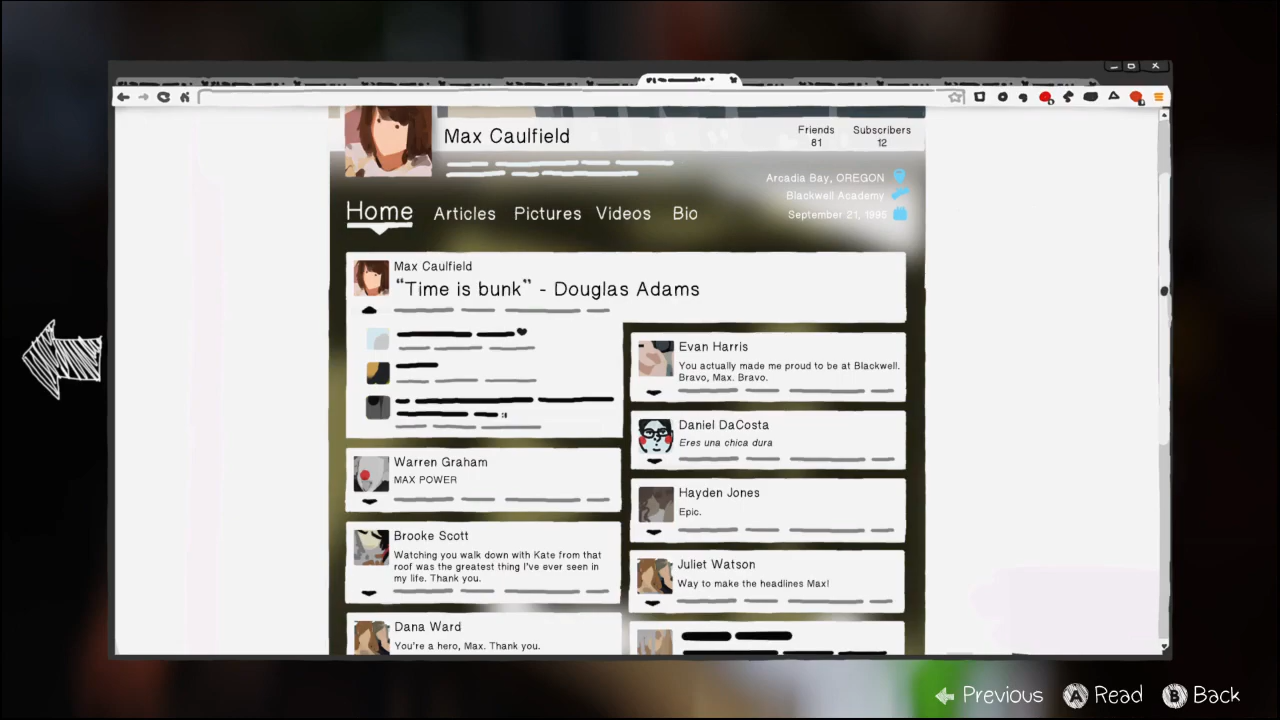 Max Caulfield
Friends
81
Subscribers
12
Arcadia Bay, OREGON
Blackwell Academy
September 21, 1995
Home Articles Pictures Videos Bio
Max Caulfield
“Time is bunk” - Douglas Adams
Warren Graham
MAX POWER
Brooke Scott
Watching you walk down with Kate from that
roof was the greatest thing I've ever seen in
my life. Thank you.
Dana Ward
You're a hero, Max. Thank you.
Evan Harris
You actually made me proud to be at Blackwell.
Bravo, Max. Bravo.
Daniel DaCosta
Eres una chica dura
Hayden Jones
Epic.
Juliet Watson
Way to make the headlines Max!
Previous A Read B Back